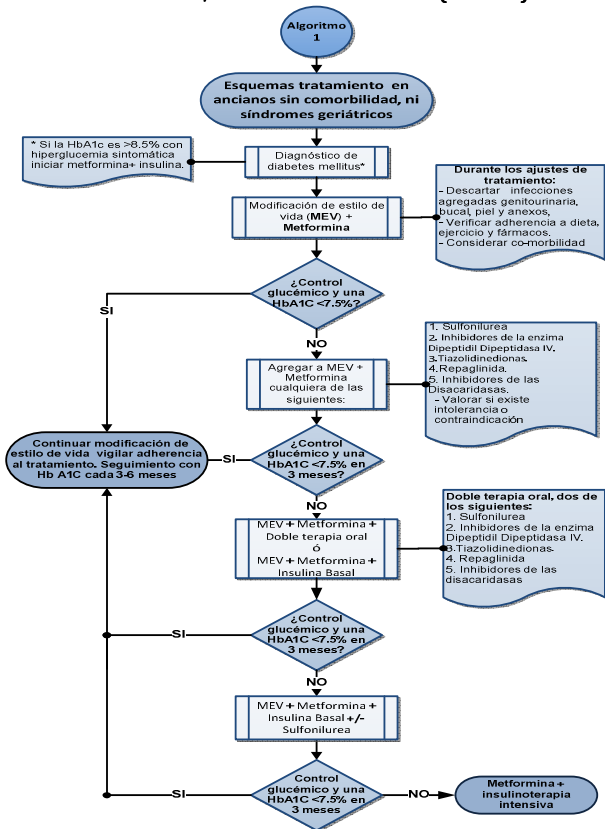 Algoritmo
1
Esquemas tratamiento en
ancianos sin comorbilidad, ni
síndromes geriátricos
* Si la HbA1c es >8.5% con
hiperglucemia sintomática
iniciar metformina+ insulina.
Diagnóstico de
diabetes mellitus*
Modificación de estilo de
vida (MEV) +
Metformina
Durante los ajustes de
tratamiento:
- Descartar infecciones
agregadas genitourinaria,
bucal, piel y anexos,
- Verificar adherencia a dieta,
ejercicio y fármacos.
- Considerar co-morbilidad
¿Control
glucémico y una
HbA1C <7.5%?
SI
NO
Agregar a MEV +
Metformina
cualquiera de las
siguientes:
1. Sulfonilurea
2. Inhibidores de la enzima
Dipeptidil Dipeptidasa IV.
3.Tiazolidinedionas.
4.Repaglinida.
5. Inhibidores de las
Disacaridasas.
- Valorar si existe
intolerancia o
contraindicación
Continuar modificación de
estilo de vida vigilar adherencia
al tratamiento. Seguimiento con
Hb A1C cada 3-6 meses
SI
¿Control
glucémico y una
HbA1C <7.5% en
3 meses?
NO
MEV + Metformina +
Doble terapia oral
ó
MEV + Metformina +
Insulina Basal
Doble terapia oral, dos de
los siguientes:
1. Sulfonilurea
2. Inhibidores de la enzima
Dipeptidil Dipeptidasa IV.
3.Tiazolidinedionas.
4. Repaglinida
5. Inhibidores de las
disacaridasas
¿Control
glucémico y una
HbA1C <7.5% en
3 meses?
SI
NO
MEV + Metformina +
Insulina Basal +/-
Sulfonilurea
Control
glucémico y una
HbA1C <7.5% en
3 meses
SI
NO
Metformina +
insulinoterapia
intensiva